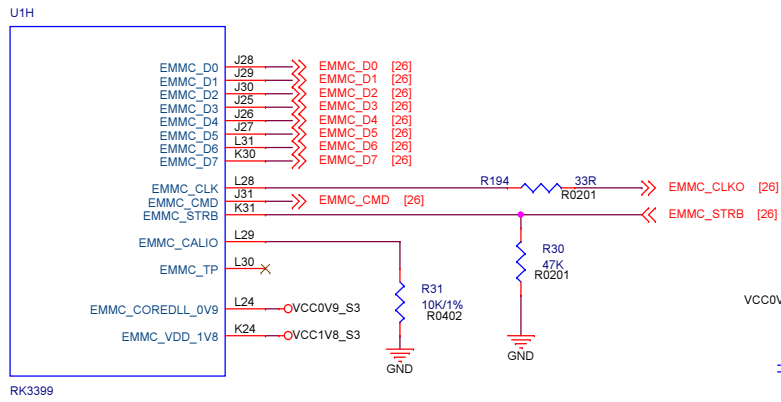 U1H
EMMC_D0 J28 EMMC_D0 [26]
EMMC_D1 J29 EMMC_D1 [26]
EMMC_D2 J30 EMMC_D2 [26]
EMMC_D3 J25 EMMC_D3 [26]
EMMC_D4 J26 EMMC_D4 [26]
EMMC_D5 J27 EMMC_D5 [26]
EMMC_D6 L31 EMMC_D6 [26]
EMMC_D7 K30 EMMC_D7 [26]
EMMC_CLK L28 R194 33R EMMC_CLKO [26]
R0201
EMMC_CMD J31 EMMC_CMD [26]
EMMC_STRB K31 EMMC_STRB [26]
EMMC_CALIO L29
R30
47K
R0201
EMMC_TP L30
R31
10K/1%
R0402
EMMC_COREDLL_0V9 L24 VCC0V9_S3
VCC0V
EMMC_VDD_1V8 K24 VCC1V8_S3
GND
GND
RK3399